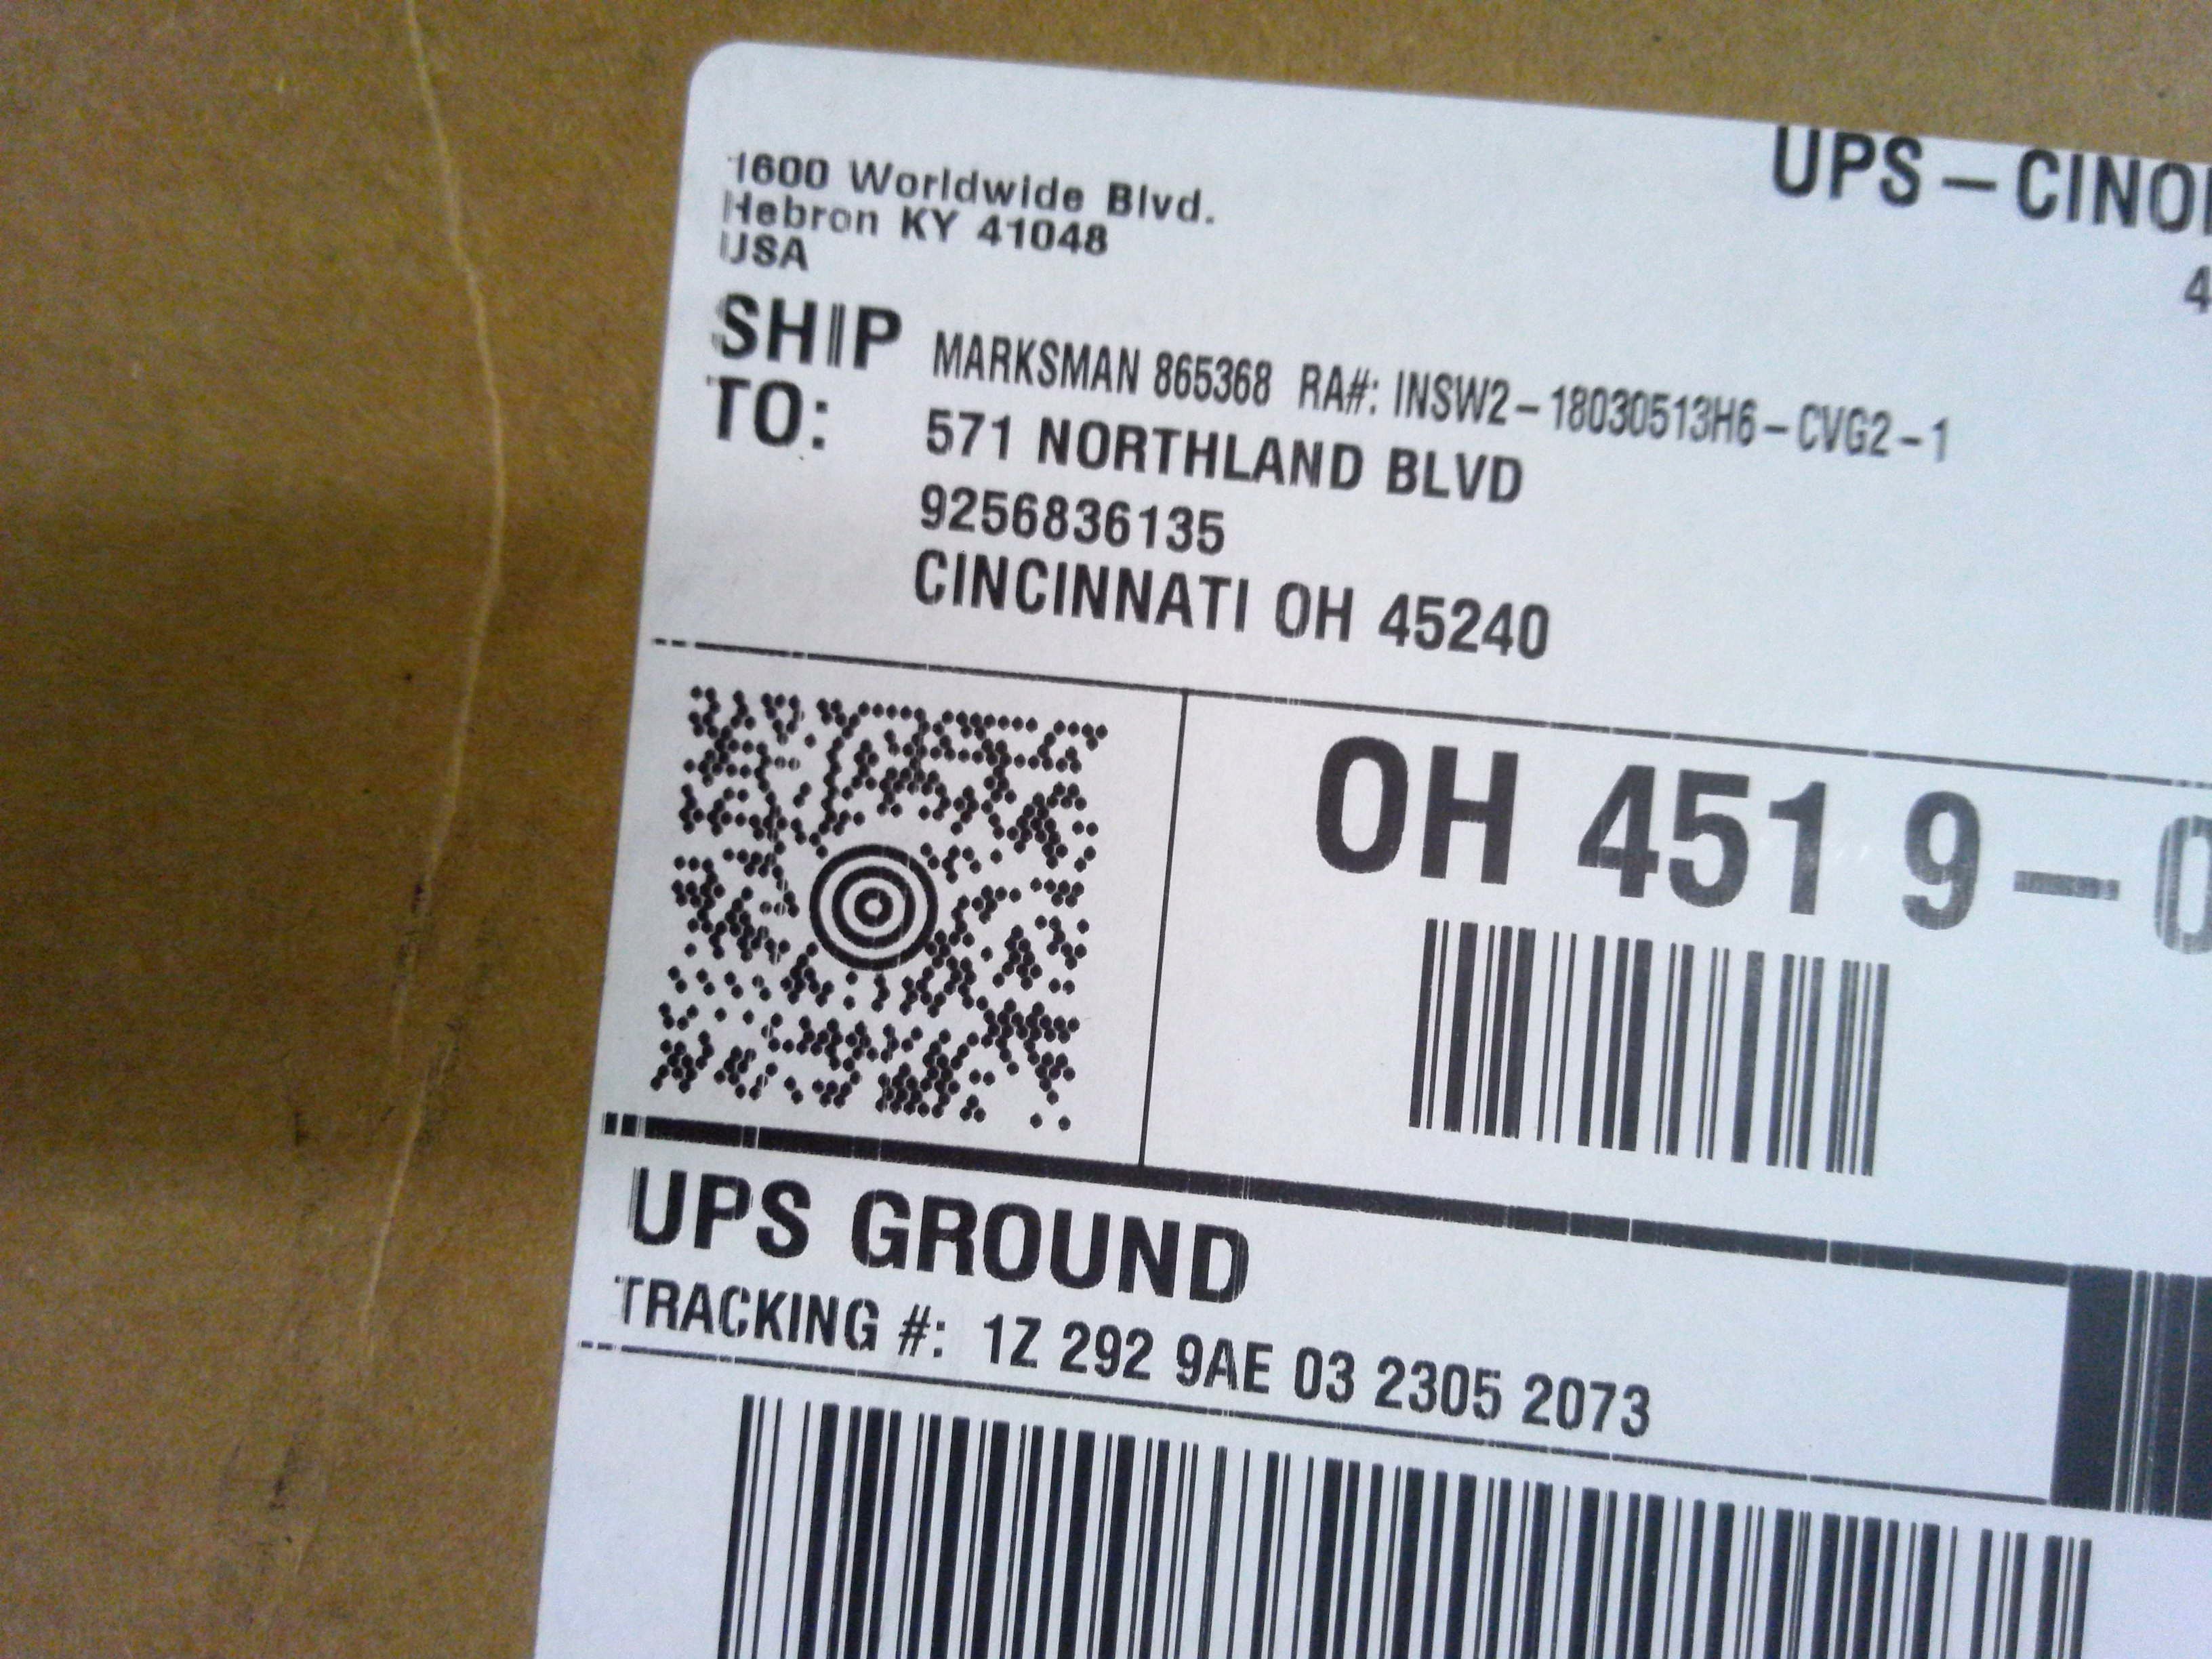 1600 Worldwide Blvd.
Hebron KY 41048
USA
UPS – CINO
4
SHIP TO:
MARKSMAN 865368 RA#: INSW2–18030513H6–CVG2–1
571 NORTHLAND BLVD
9256836135
CINCINNATI OH 45240
OH 451 9–0
UPS GROUND
TRACKING #: 1Z 292 9AE 03 2305 2073